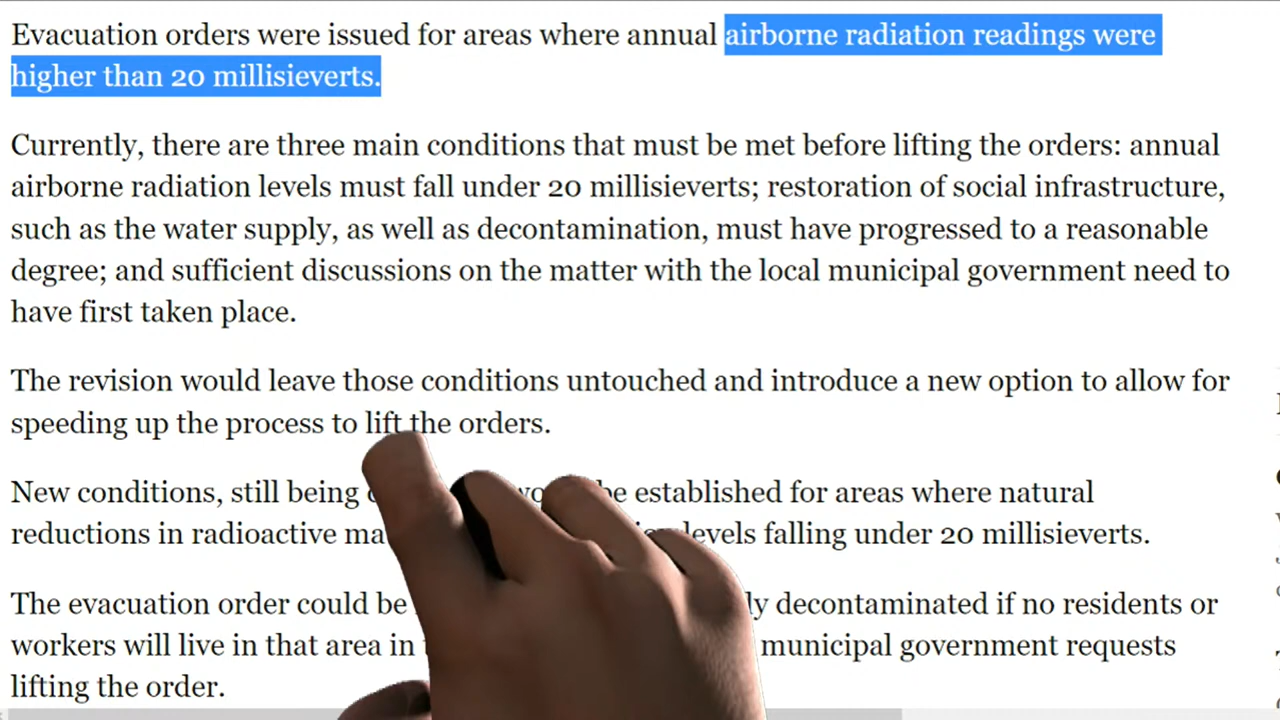 Evacuation orders were issued for areas where annual airborne radiation readings were
higher than 20 millisieverts.
Currently, there are three main conditions that must be met before lifting the orders: annual
airborne radiation levels must fall under 20 millisieverts; restoration of social infrastructure,
such as the water supply, as well as decontamination, must have progressed to a reasonable
degree; and sufficient discussions on the matter with the local municipal government need to
have first taken place.
The revision would leave those conditions untouched and introduce a new option to allow for
speeding up the process to lift the orders.
New conditions, still being be established for areas where natural
reductions in radioactive levels falling under 20 millisieverts.
The evacuation order could be decontaminated if no residents or
workers will live in that area in municipal government requests
lifting the order.